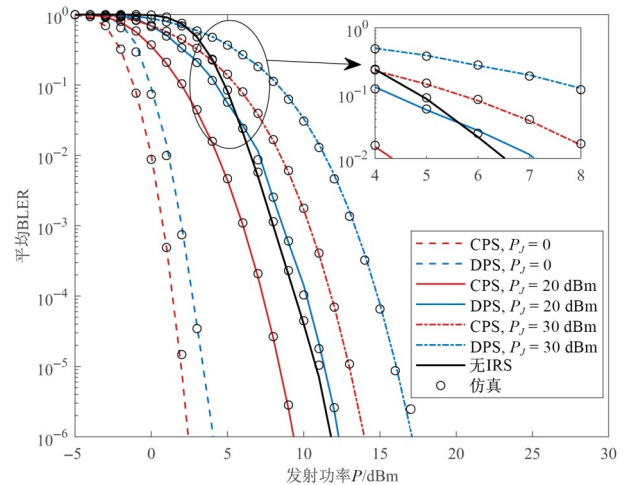 10^0
10^-1
10^-2
10^-3
10^-4
10^-5
10^-6
平均BLER
-5
0
5
10
15
20
25
30
发射功率P/dBm
10^0
10^-1
10^-2
4
5
6
7
8
CPS, P_J = 0
DPS, P_J = 0
CPS, P_J = 20 dBm
DPS, P_J = 20 dBm
CPS, P_J = 30 dBm
DPS, P_J = 30 dBm
无IRS
仿真